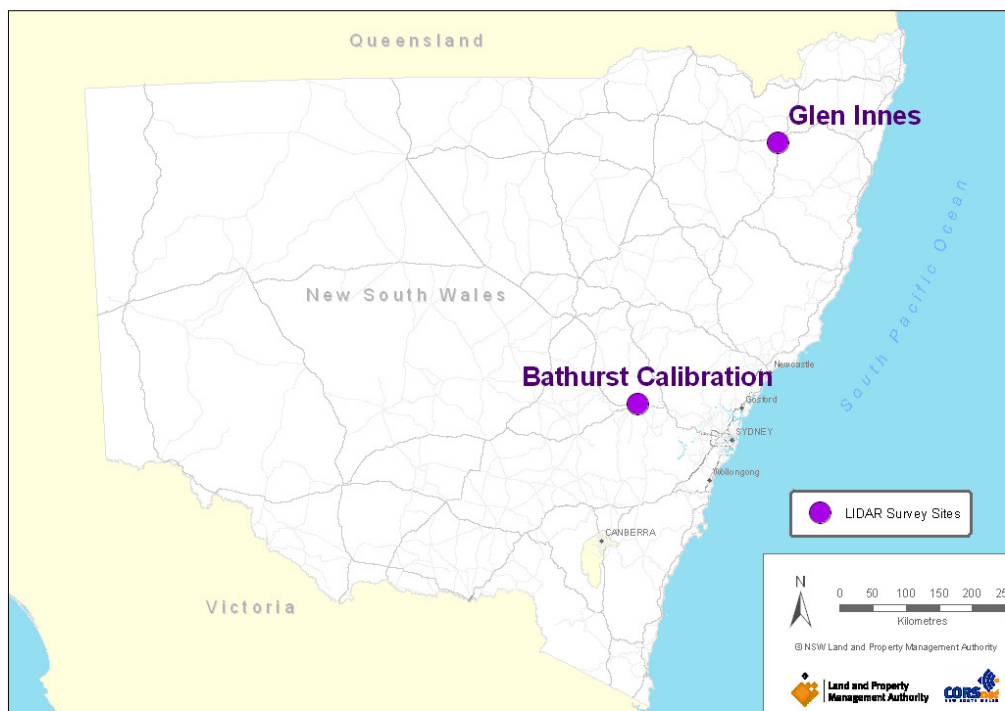 Queensland
Glen Innes
South Pacific Ocean
New South Wales
Newcastle
Bathurst Calibration
Gosford
SYDNEY
Wollongong
LIDAR Survey Sites
CANBERRA
N
0 50 100 150 200 250
Kilometres
Victoria
© NSW Land and Property Management Authority
Land and Property
Management Authority
CORSnet
NEW SOUTH WALES